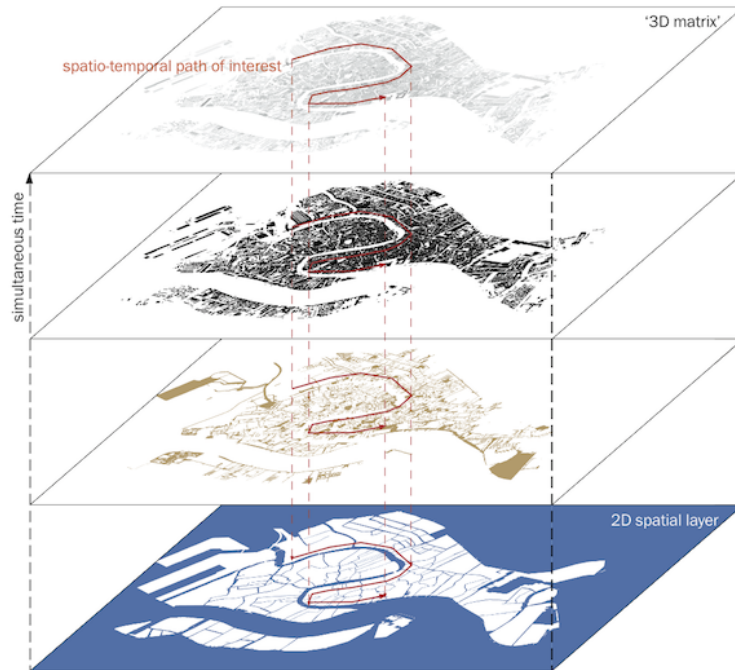 ‘3D matrix’
spatio-temporal path of interest
simultaneous time
2D spatial layer